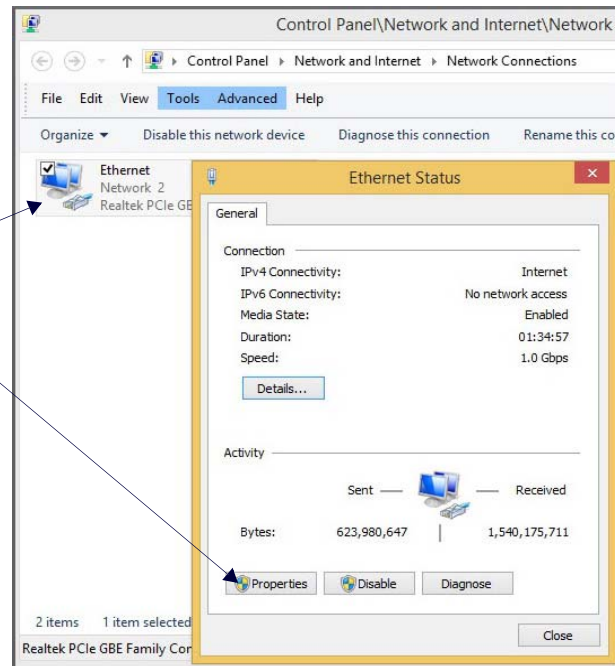 Control Panel\Network and Internet\Network
Control Panel Network and Internet Network Connections
File Edit View Tools Advanced Help
Organize Disable this network device Diagnose this connection Rename this co
Ethernet
Network 2
Realtek PCIe GB
Ethernet Status
General
Connection
IPv4 Connectivity: Internet
IPv6 Connectivity: No network access
Media State: Enabled
Duration: 01:34:57
Speed: 1.0 Gbps
Details...
Activity
Sent Received
Bytes: 623,980,647 1,540,175,711
Properties Disable Diagnose
Close
2 items 1 item selected
Realtek PCIe GBE Family Con